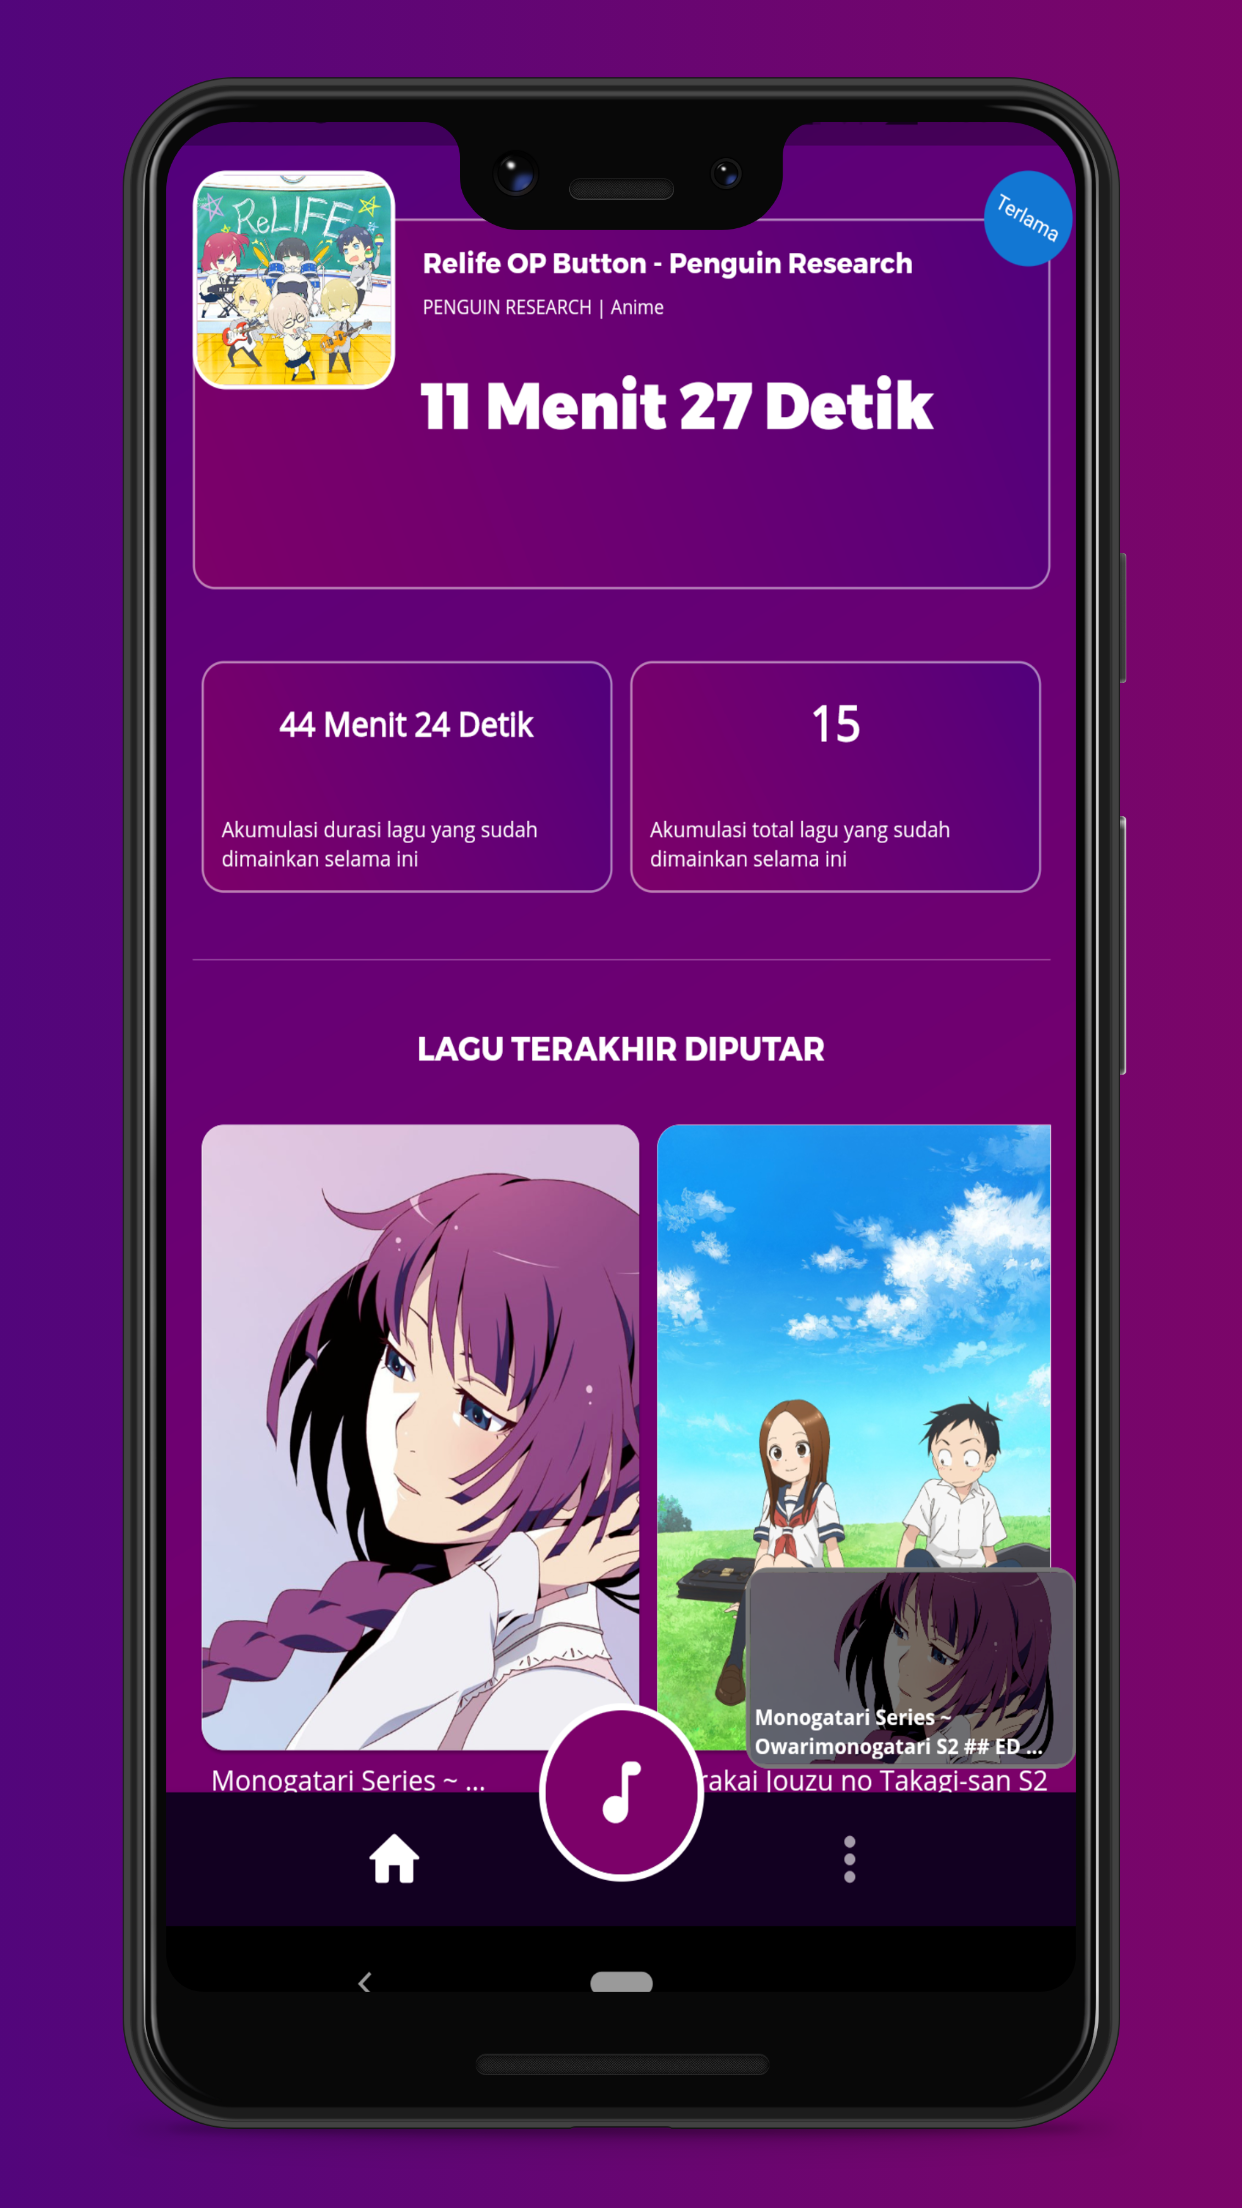 ReLIFE
Terlama
Relife OP Button - Penguin Research
PENGUIN RESEARCH | Anime
11 Menit 27 Detik
44 Menit 24 Detik
Akumulasi durasi lagu yang sudah
dimainkan selama ini
15
Akumulasi total lagu yang sudah
dimainkan selama ini
LAGU TERAKHIR DIPUTAR
Monogatari Series ~
Owarimonogatari S2 ## ED ...
Monogatari Series ~ ...
rakai Jouzu no Takagi-san S2